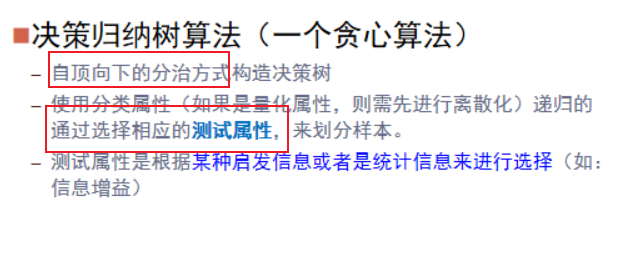 决策归纳树算法（一个贪心算法）
– 自顶向下的分治方式构造决策树
– 使用分类属性（如果是量化属性，则需先进行离散化）递归的
通过选择相应的测试属性，来划分样本。
– 测试属性是根据某种启发信息或者是统计信息来进行选择（如：
信息增益）